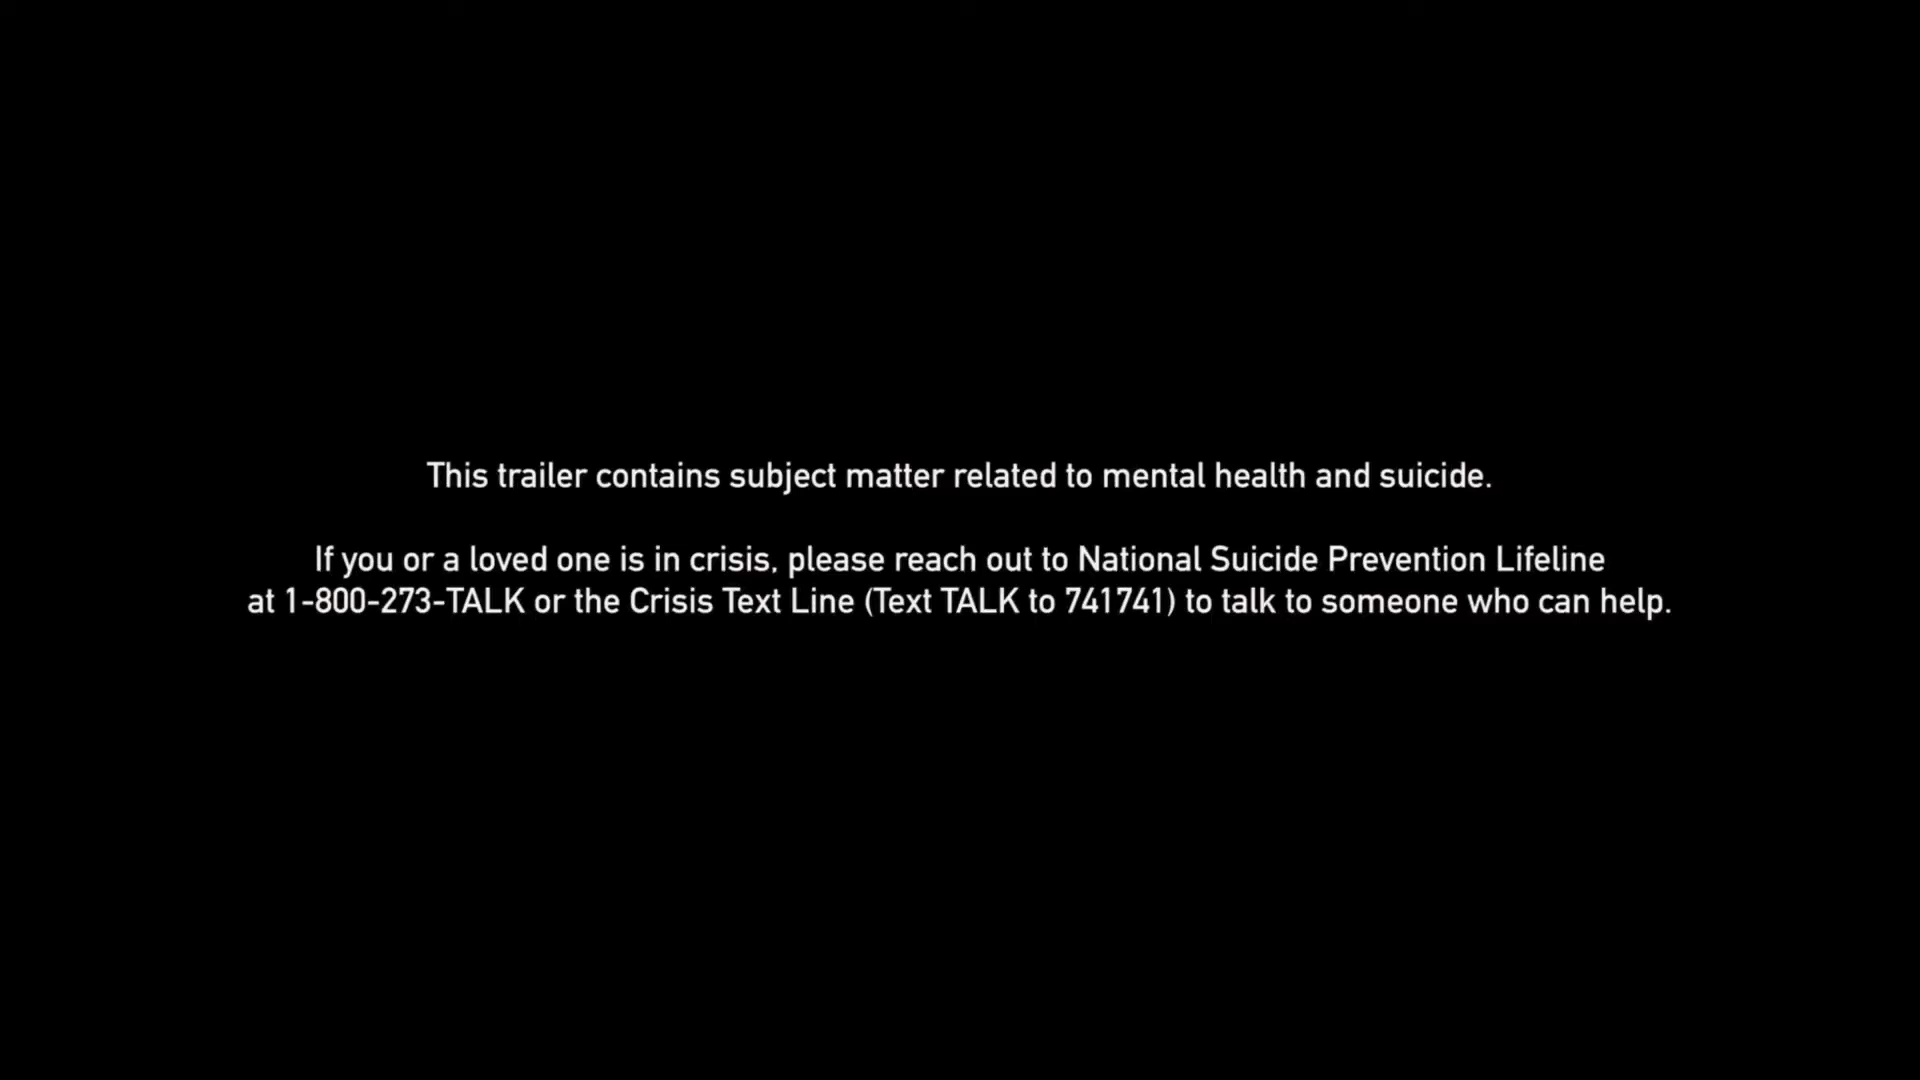 This trailer contains subject matter related to mental health and suicide.
If you or a loved one is in crisis, please reach out to National Suicide Prevention Lifeline
at 1-800-273-TALK or the Crisis Text Line (Text TALK to 741741) to talk to someone who can help.